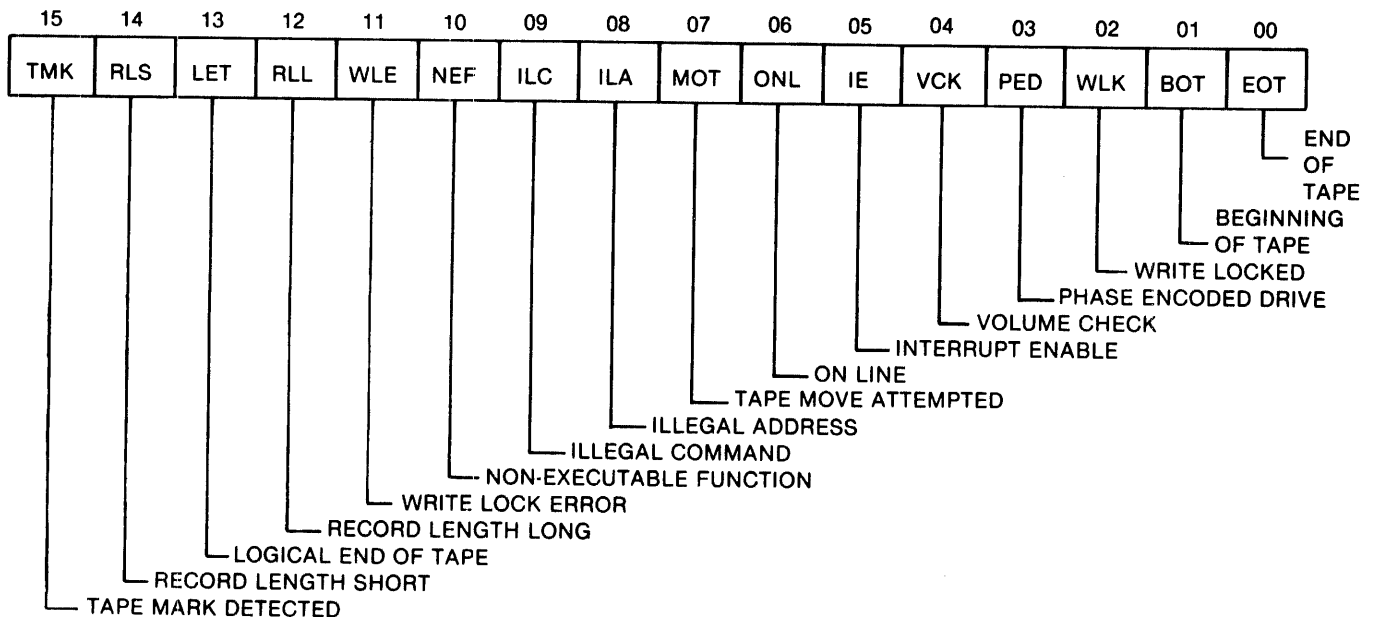 15 14 13 12 11 10 09 08 07 06 05 04 03 02 01 00
TMK RLS LET RLL WLE NEF ILC ILA MOT ONL IE VCK PED WLK BOT EOT
END
OF
TAPE
BEGINNING
OF TAPE
WRITE LOCKED
PHASE ENCODED DRIVE
VOLUME CHECK
INTERRUPT ENABLE
ON LINE
TAPE MOVE ATTEMPTED
ILLEGAL ADDRESS
ILLEGAL COMMAND
NON-EXECUTABLE FUNCTION
WRITE LOCK ERROR
RECORD LENGTH LONG
LOGICAL END OF TAPE
RECORD LENGTH SHORT
TAPE MARK DETECTED